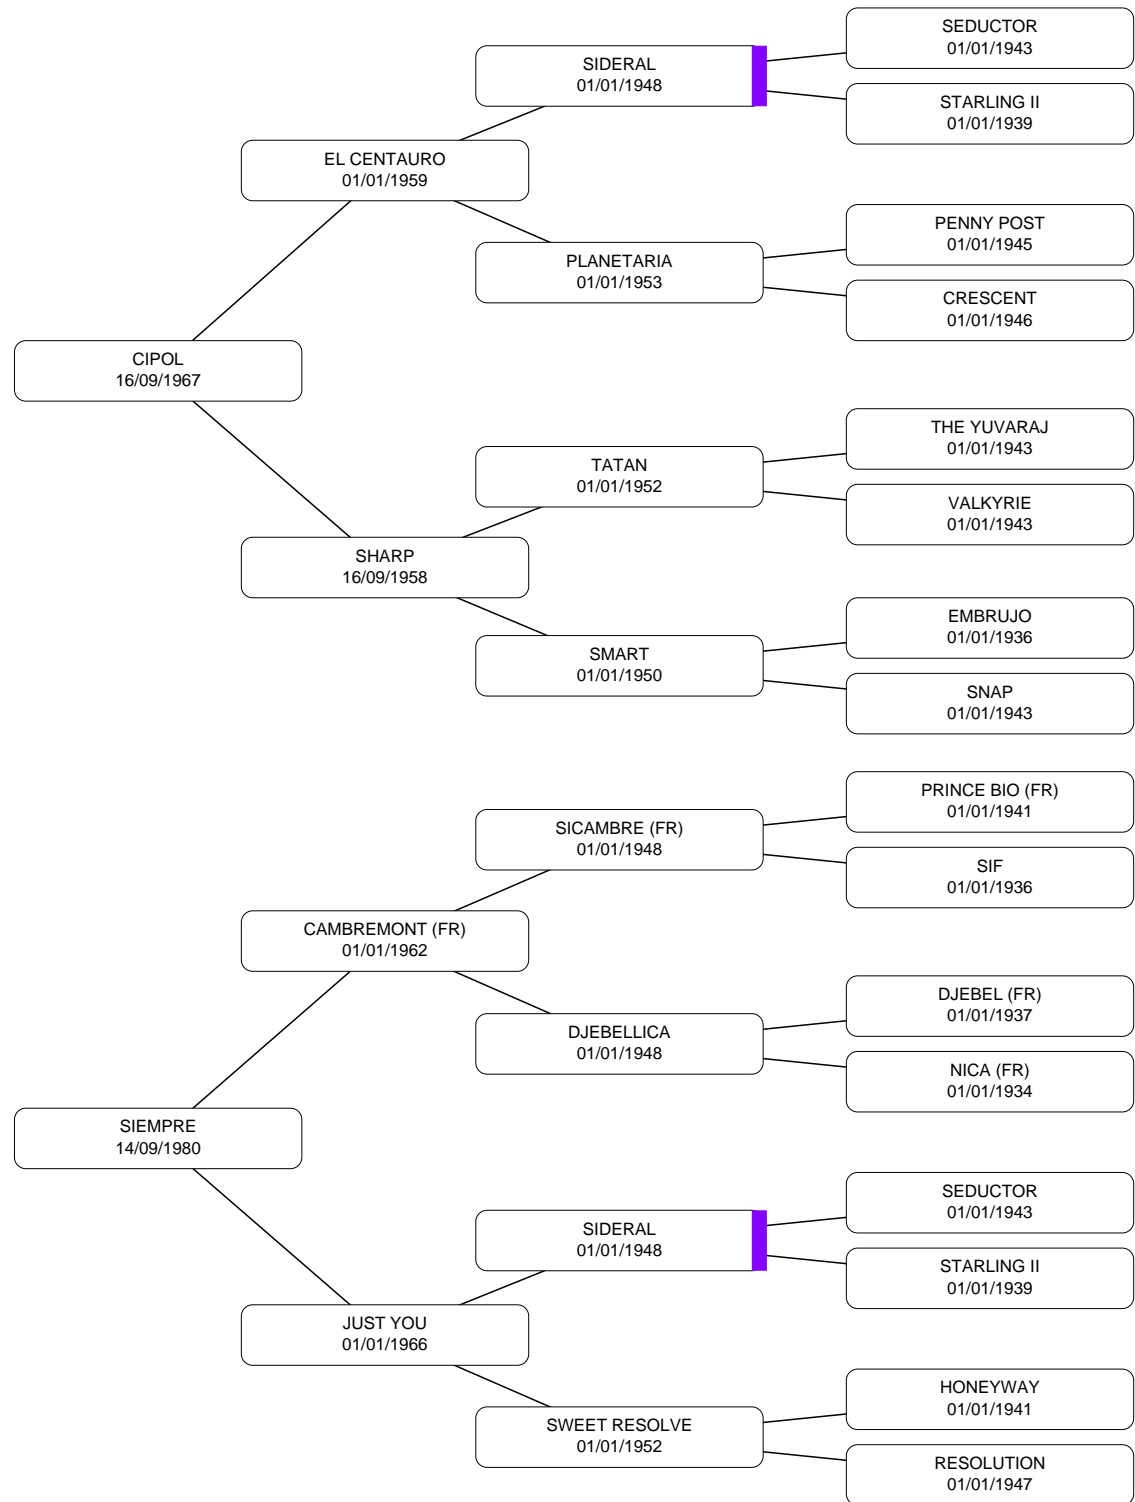 SEDUCTOR
01/01/1943
SIDERAL
01/01/1948
STARLING II
01/01/1939
EL CENTAURO
01/01/1959
PENNY POST
01/01/1945
PLANETARIA
01/01/1953
CRESCENT
01/01/1946
CIPOL
16/09/1967
THE YUVARAJ
01/01/1943
TATAN
01/01/1952
VALKYRIE
01/01/1943
SHARP
16/09/1958
EMBRUJO
01/01/1936
SMART
01/01/1950
SNAP
01/01/1943
PRINCE BIO (FR)
01/01/1941
SICAMBRE (FR)
01/01/1948
SIF
01/01/1936
CAMBREMONT (FR)
01/01/1962
DJEBEL (FR)
01/01/1937
DJEBELLICA
01/01/1948
NICA (FR)
01/01/1934
SIEMPRE
14/09/1980
SEDUCTOR
01/01/1943
SIDERAL
01/01/1948
STARLING II
01/01/1939
JUST YOU
01/01/1966
HONEYWAY
01/01/1941
SWEET RESOLVE
01/01/1952
RESOLUTION
01/01/1947